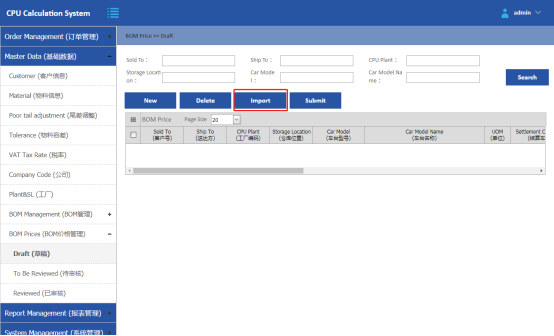 CPU Calculation System
admin
Order Management (订单管理)
Master Data (基础数据)
Customer (客户信息)
Material (物料信息)
Poor tail adjustment (尾差调整)
Tolerance (物料容差)
VAT Tax Rate (税率)
Company Code (公司)
Plant&SL (工厂)
BOM Management (BOM管理) +
BOM Prices (BOM价格管理) -
Draft (草稿)
To Be Reviewed (待审核)
Reviewed (已审核)
Report Management (报表管理)
System Management (系统管理)
BOM Price >> Draft
Sold To :
Ship To :
CPU Plant :
Storage Locati
on :
Car Mode
l :
Car Model Na
me :
Search
New Delete Import Submit
BOM Price Page Size 20
Sold To
(客户号)
Ship To
(送达方)
CPU Plant
(工厂编码)
Storage Location
(仓库位置)
Car Model
(车台型号)
Car Model Name
(车台名称)
UOM
(单位)
Settlement C
(结算车